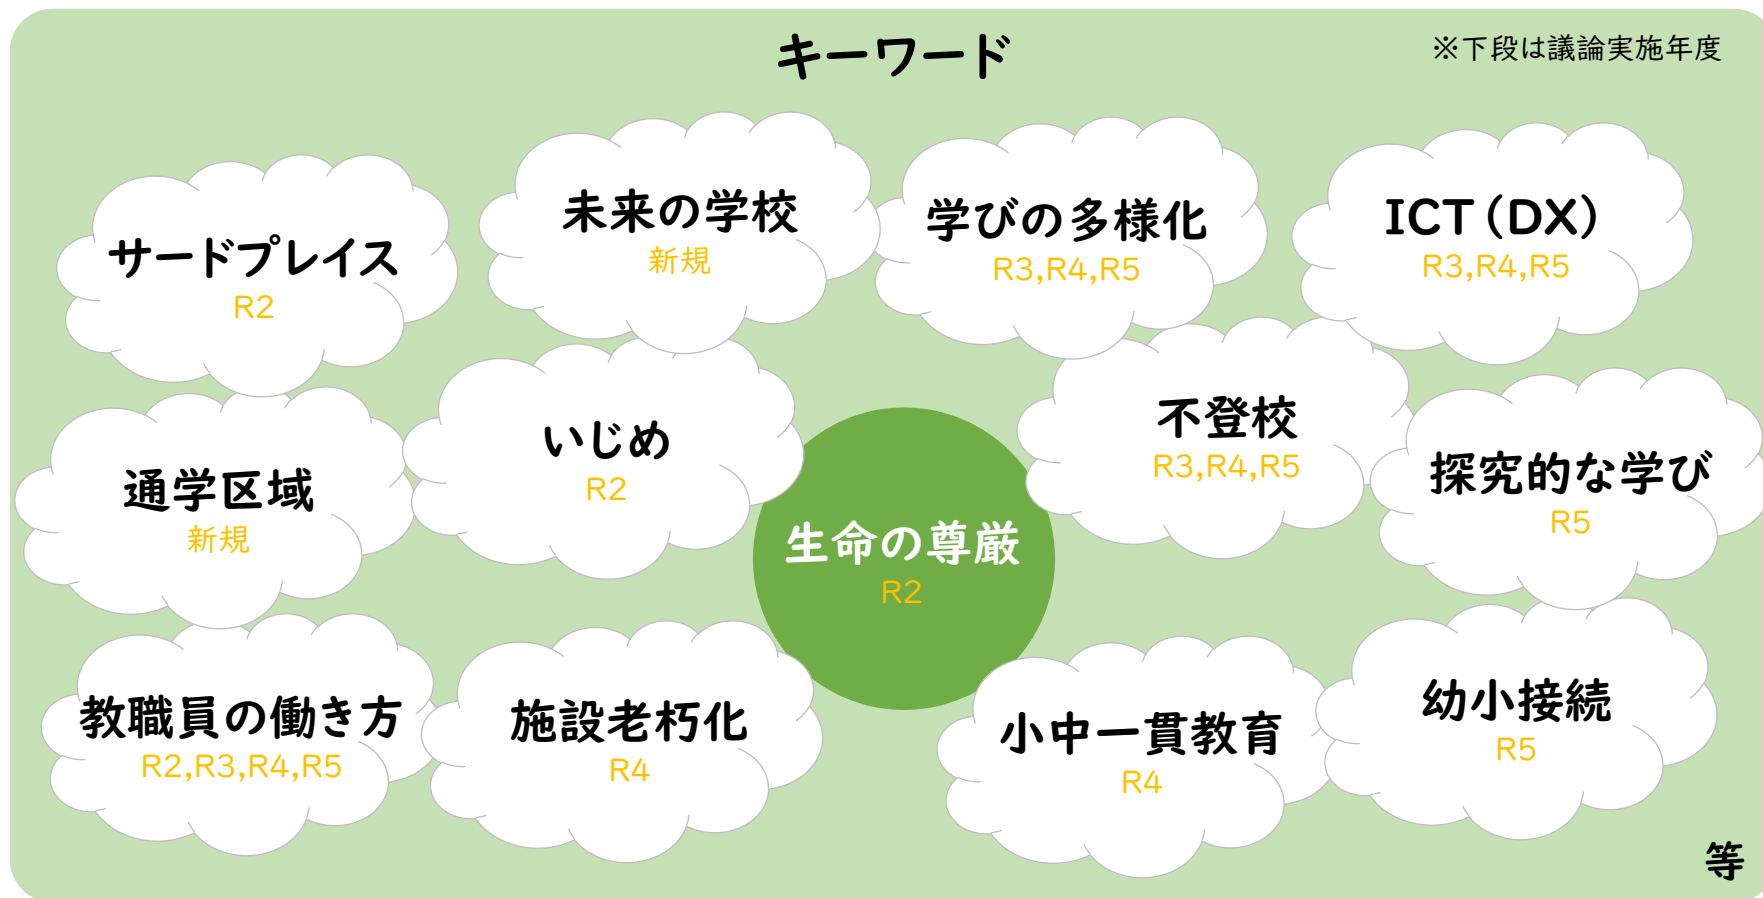 キーワード
※下段は議論実施年度
サードプレイス
R2
未来の学校
新規
学びの多様化
R3,R4,R5
ICT（DX）
R3,R4,R5
通学区域
新規
いじめ
R2
生命の尊厳
R2
不登校
R3,R4,R5
探究的な学び
R5
教職員の働き方
R2,R3,R4,R5
施設老朽化
R4
小中一貫教育
R4
幼小接続
R5
等